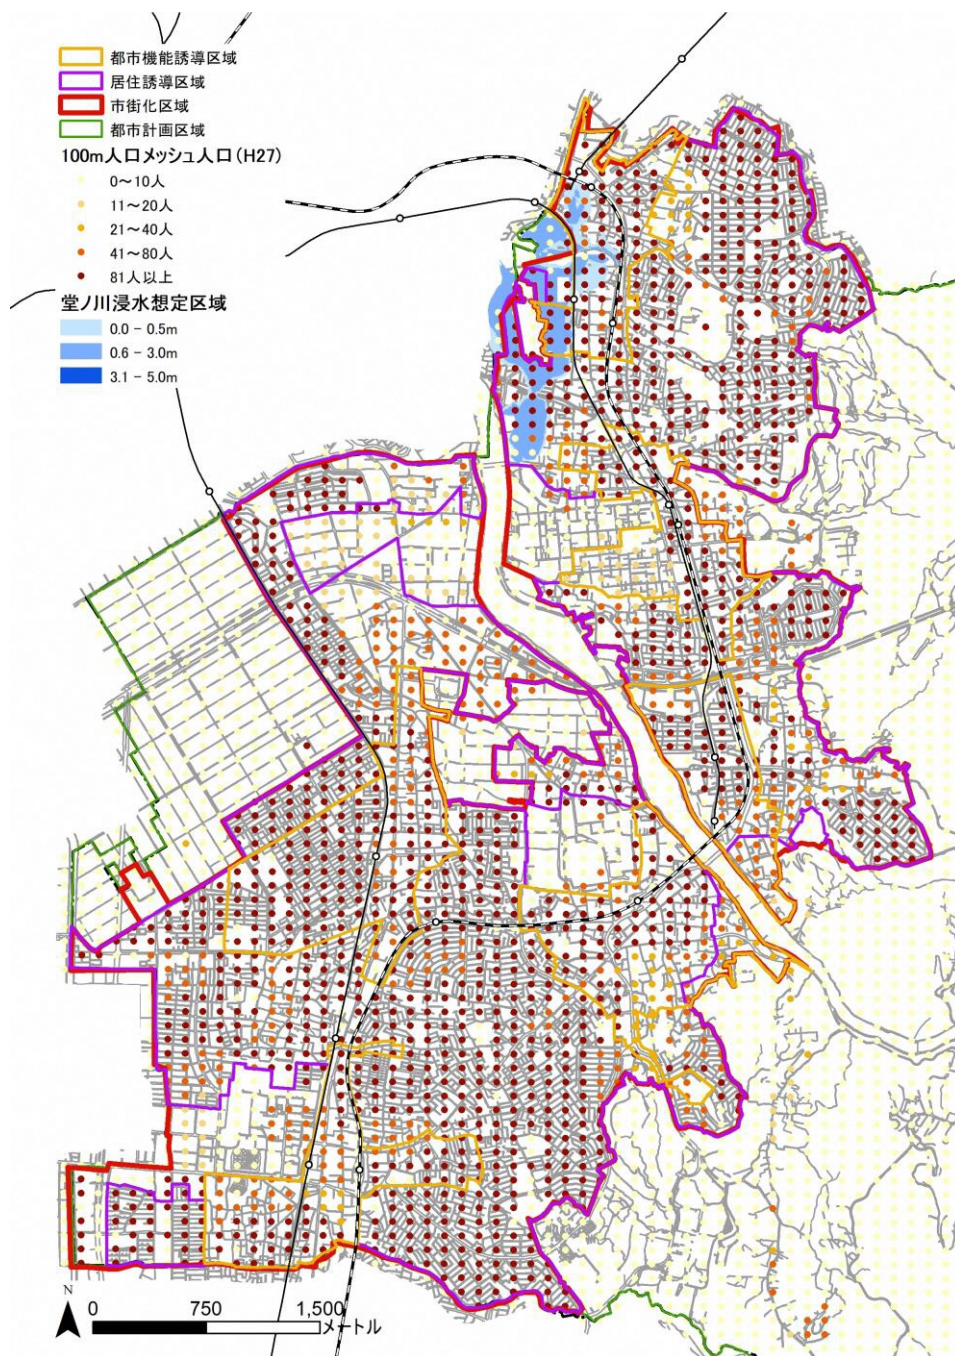 都市機能誘導区域
居住誘導区域
市街化区域
都市計画区域
100m人口メッシュ人口(H27)
0～10人
11～20人
21～40人
41～80人
81人以上
堂ノ川浸水想定区域
0.0 - 0.5m
0.6 - 3.0m
3.1 - 5.0m
N
0 750 1,500
メートル